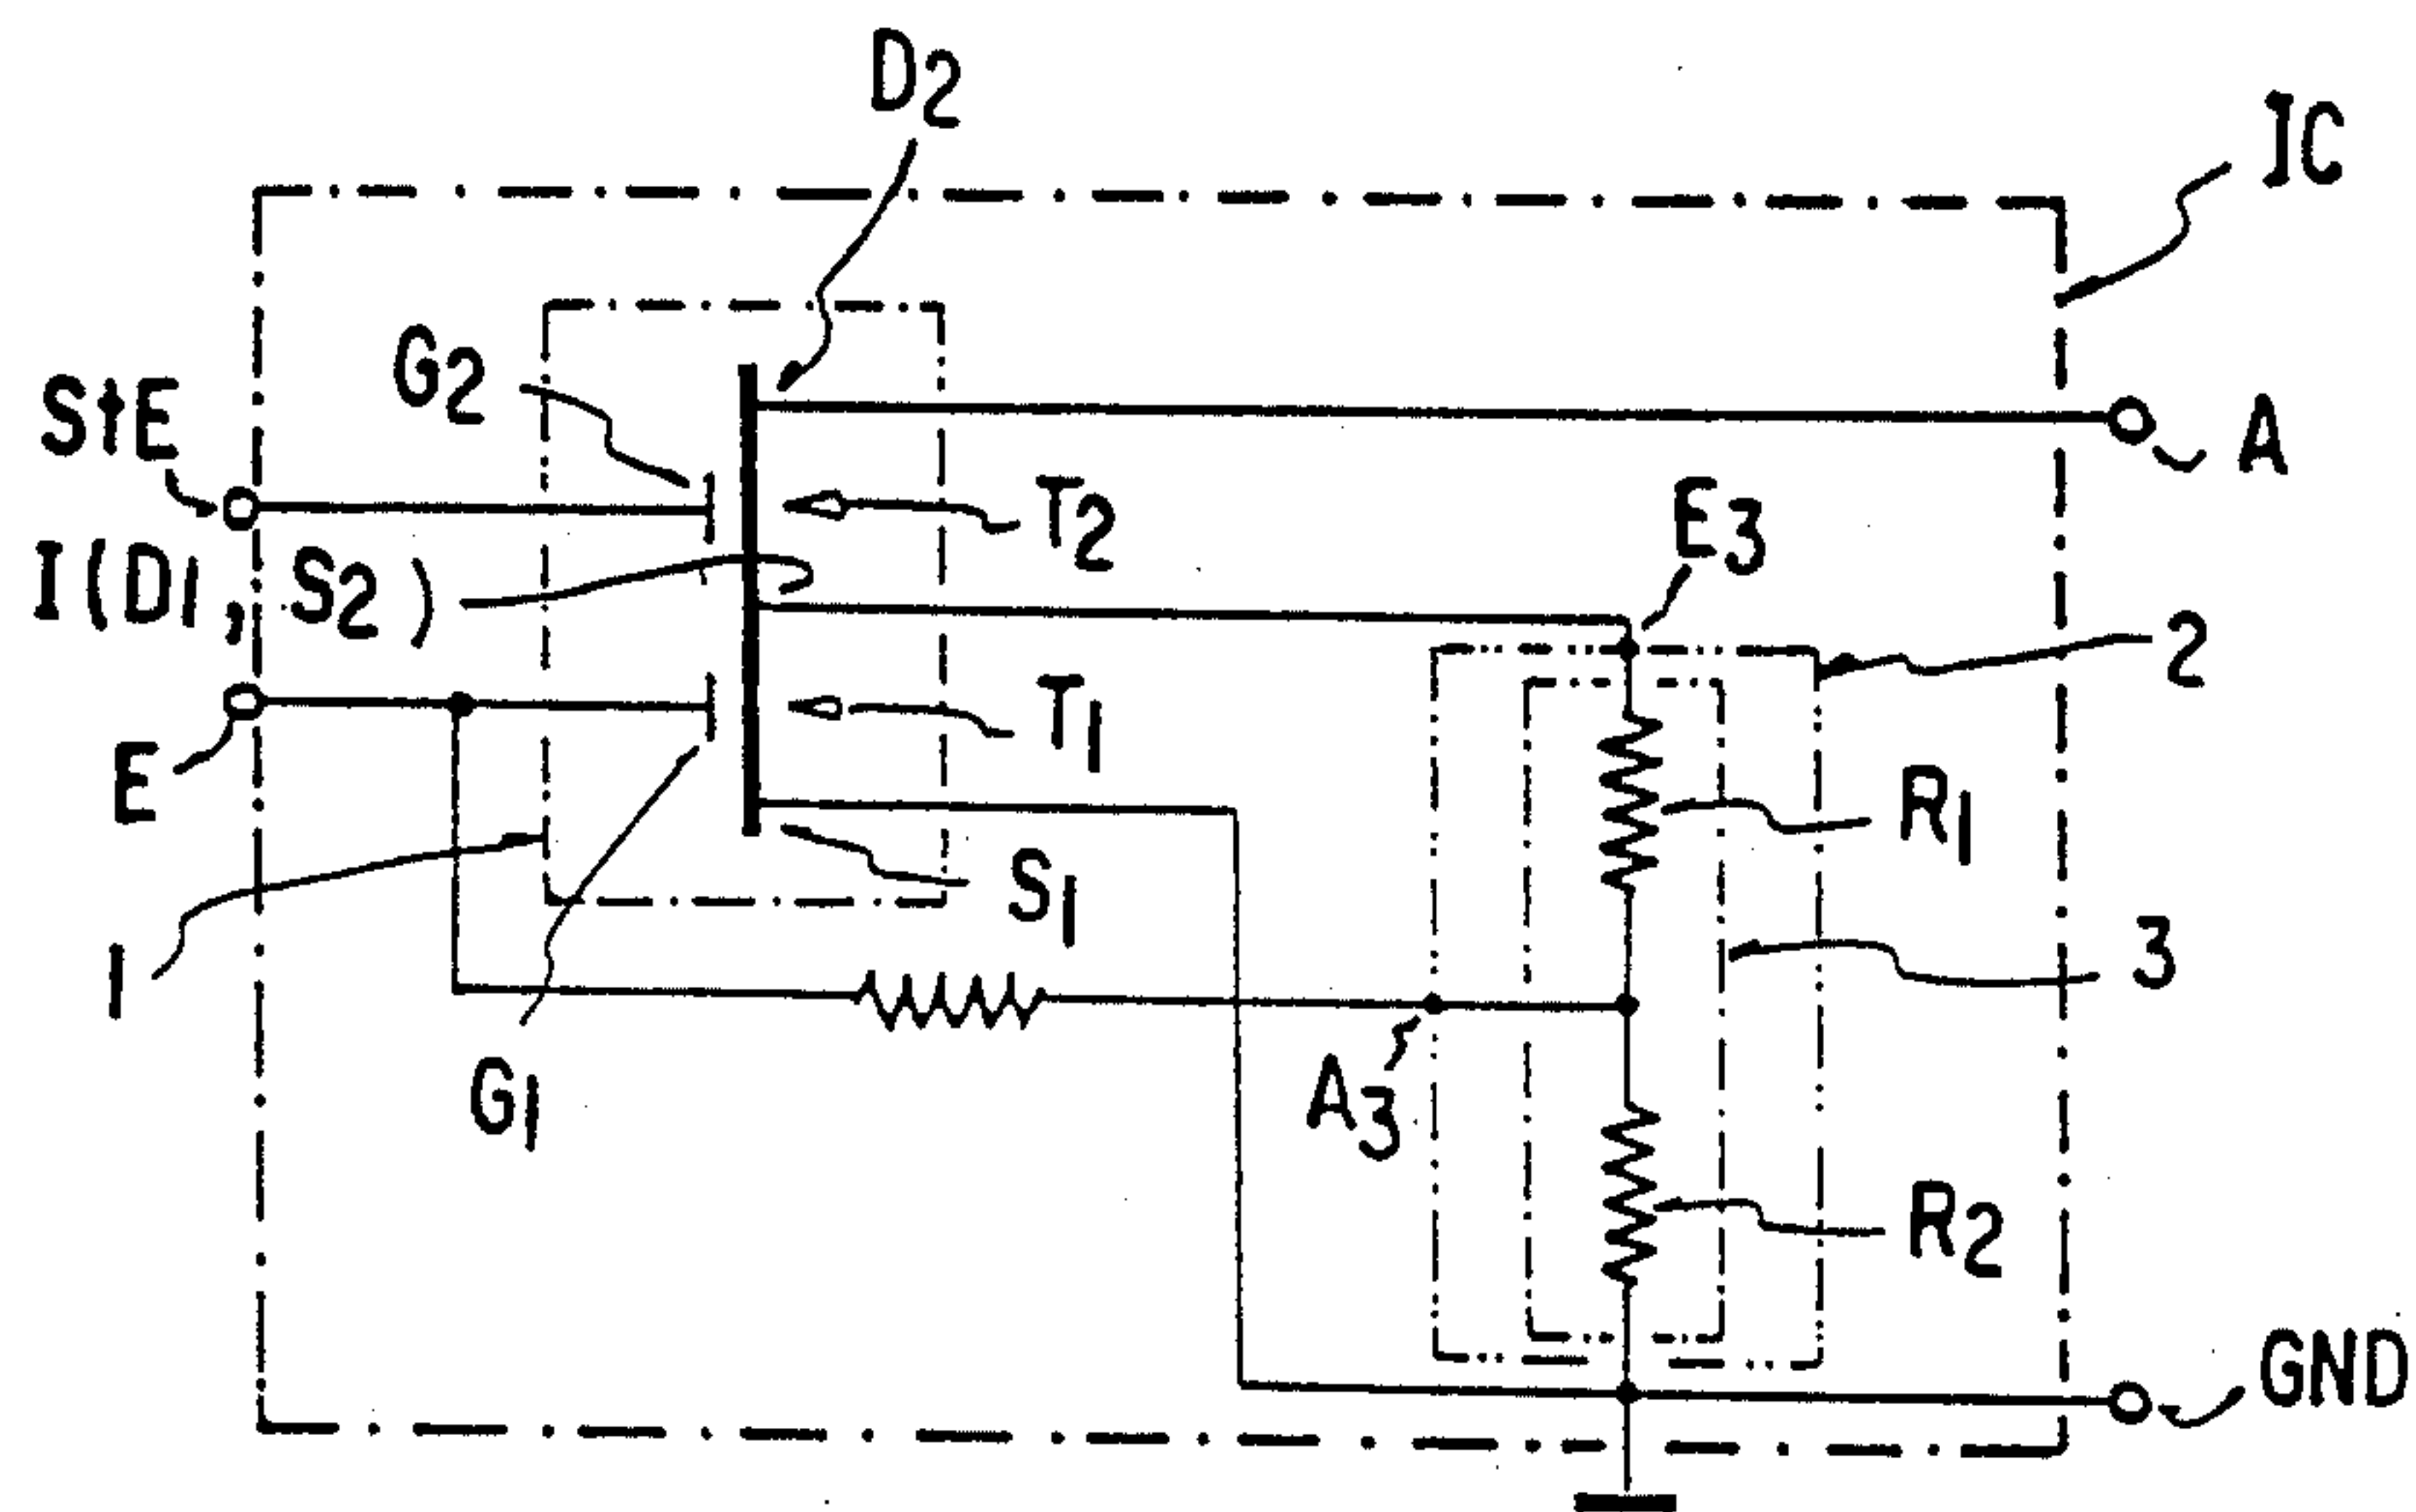 D2
IC
G2
StE
A
T2
E3
I(D1, S2)
2
T1
E
R1
S1
3
1
G1
A3
R2
GND